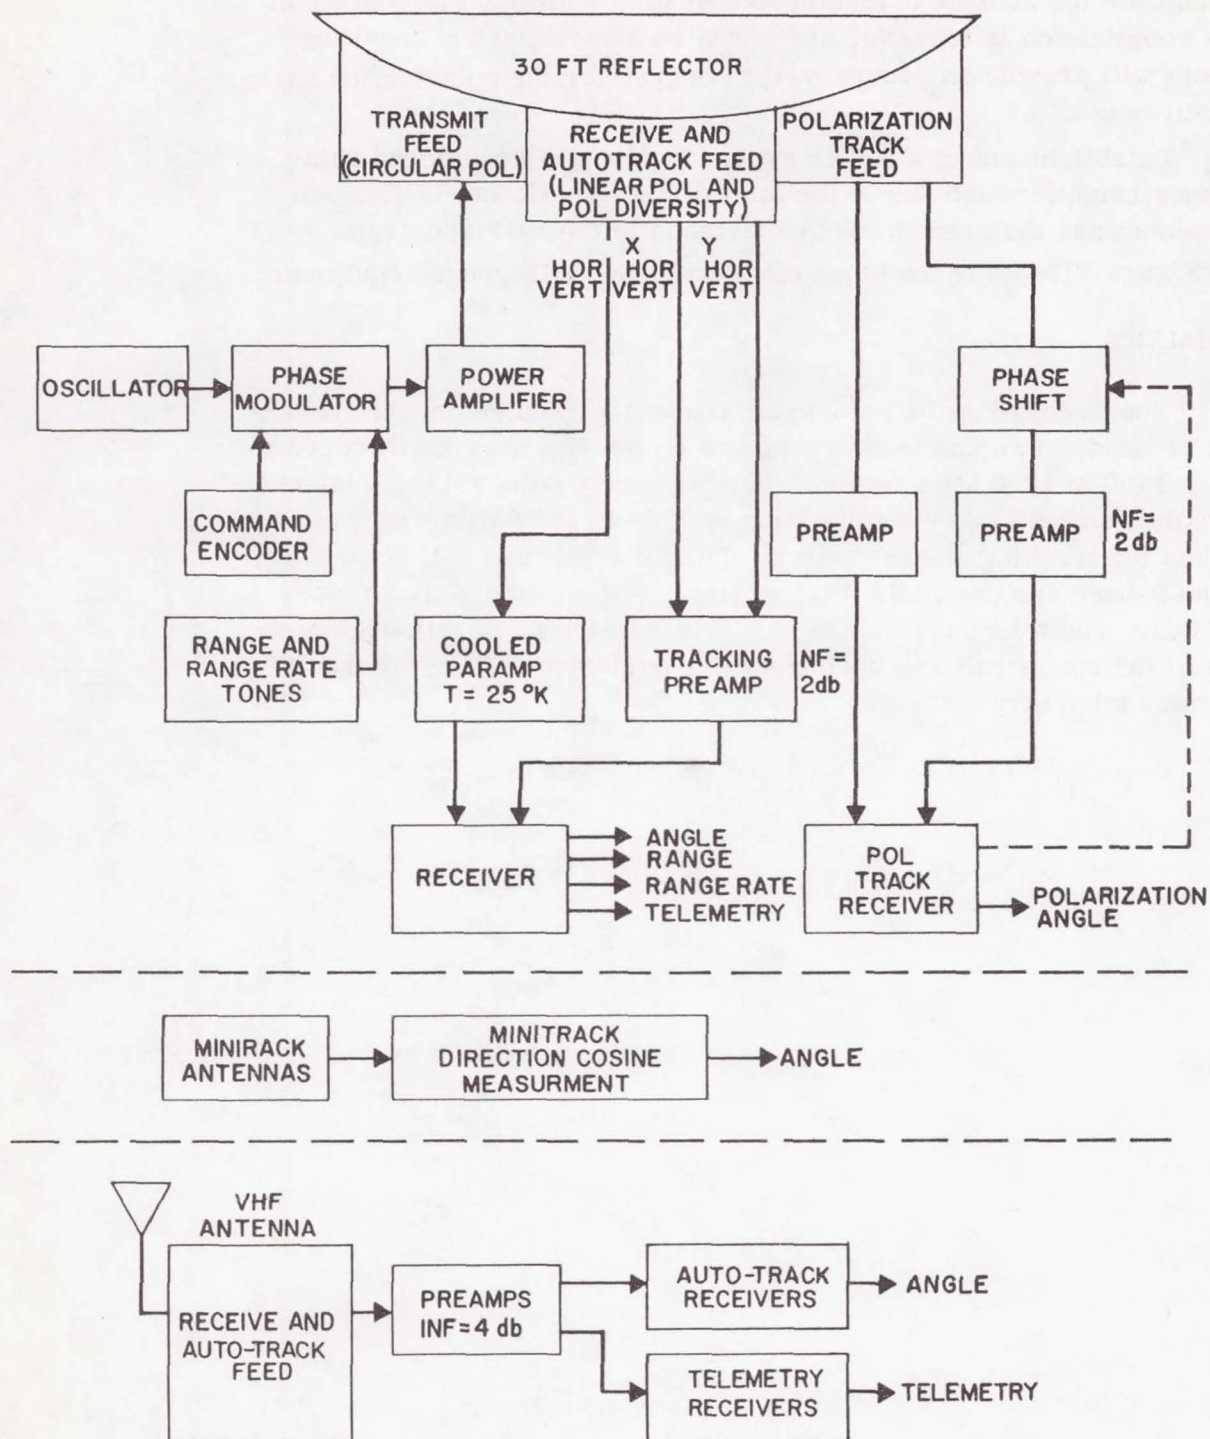 30 FT REFLECTOR
TRANSMIT
FEED
(CIRCULAR POL)
RECEIVE AND
AUTOTRACK FEED
(LINEAR POL AND
POL DIVERSITY)
POLARIZATION
TRACK
FEED
X Y
HOR HOR HOR
VERT VERT VERT
OSCILLATOR
PHASE
MODULATOR
POWER
AMPLIFIER
PHASE
SHIFT
COMMAND
ENCODER
PREAMP
PREAMP
NF=
2db
RANGE AND
RANGE RATE
TONES
COOLED
PARAMP
T = 25 °K
TRACKING
PREAMP
NF=
2db
RECEIVER
ANGLE
RANGE
RANGE RATE
TELEMETRY
POL
TRACK
RECEIVER
POLARIZATION
ANGLE
MINIRACK
ANTENNAS
MINITRACK
DIRECTION COSINE
MEASURMENT
ANGLE
VHF
ANTENNA
RECEIVE AND
AUTO-TRACK
FEED
PREAMPS
INF=4 db
AUTO-TRACK
RECEIVERS
ANGLE
TELEMETRY
RECEIVERS
TELEMETRY